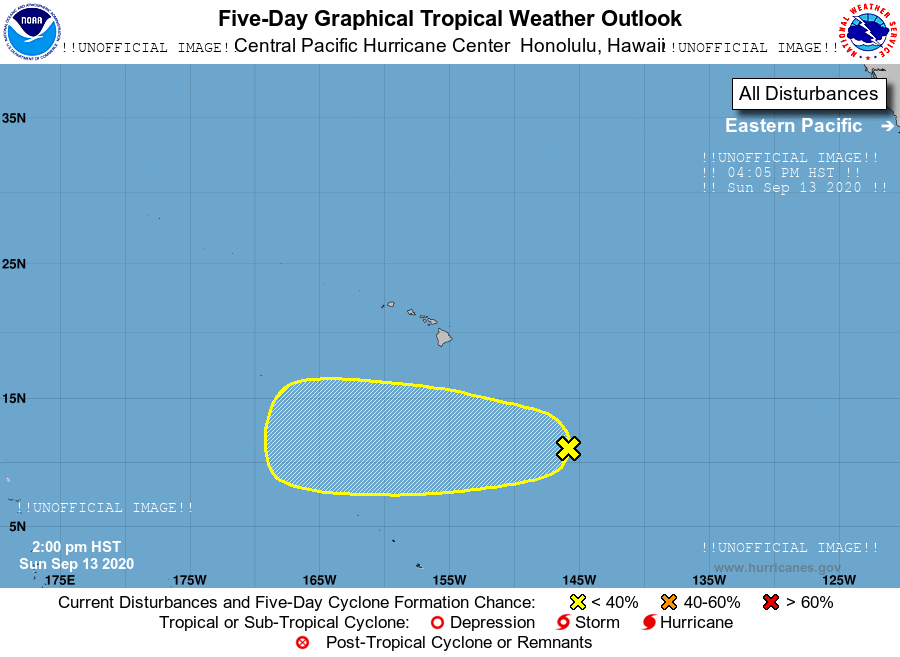 Five-Day Graphical Tropical Weather Outlook
!!UNOFFICIAL IMAGE! Central Pacific Hurricane Center Honolulu, Hawaii !UNOFFICIAL IMAGE!!
NOAA
NATIONAL WEATHER SERVICE
All Disturbances
35N
Eastern Pacific
!!UNOFFICIAL IMAGE!!
!! 04:05 PM HST !!
!! Sun Sep 13 2020 !!
25N
15N
!!UNOFFICIAL IMAGE!!
5N
2:00 pm HST
Sun Sep 13 2020
!!UNOFFICIAL IMAGE!!
www.hurricanes.gov
175E 175W 165W 155W 145W 135W 125W
Current Disturbances and Five-Day Cyclone Formation Chance: < 40% 40-60% > 60%
Tropical or Sub-Tropical Cyclone: Depression Storm Hurricane
Post-Tropical Cyclone or Remnants